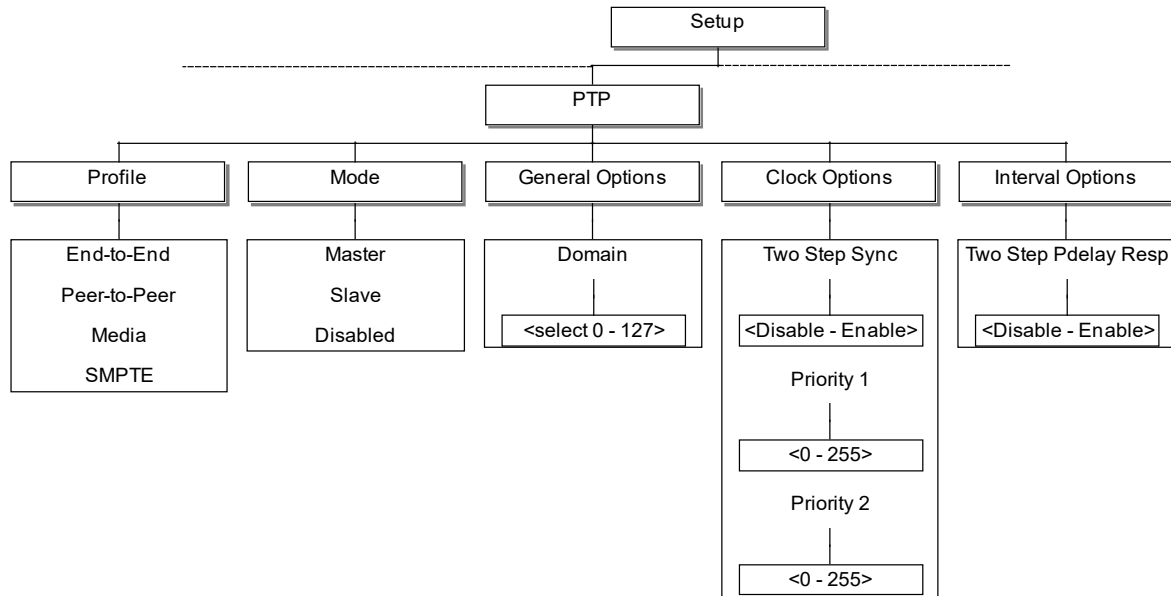 Setup
PTP
Profile
Mode
General Options
Clock Options
Interval Options
End-to-End
Peer-to-Peer
Media
SMPTE
Master
Slave
Disabled
Domain
<select 0 - 127>
Two Step Sync
<Disable - Enable>
Priority 1
<0 - 255>
Priority 2
<0 - 255>
Two Step Pdelay Resp
<Disable - Enable>